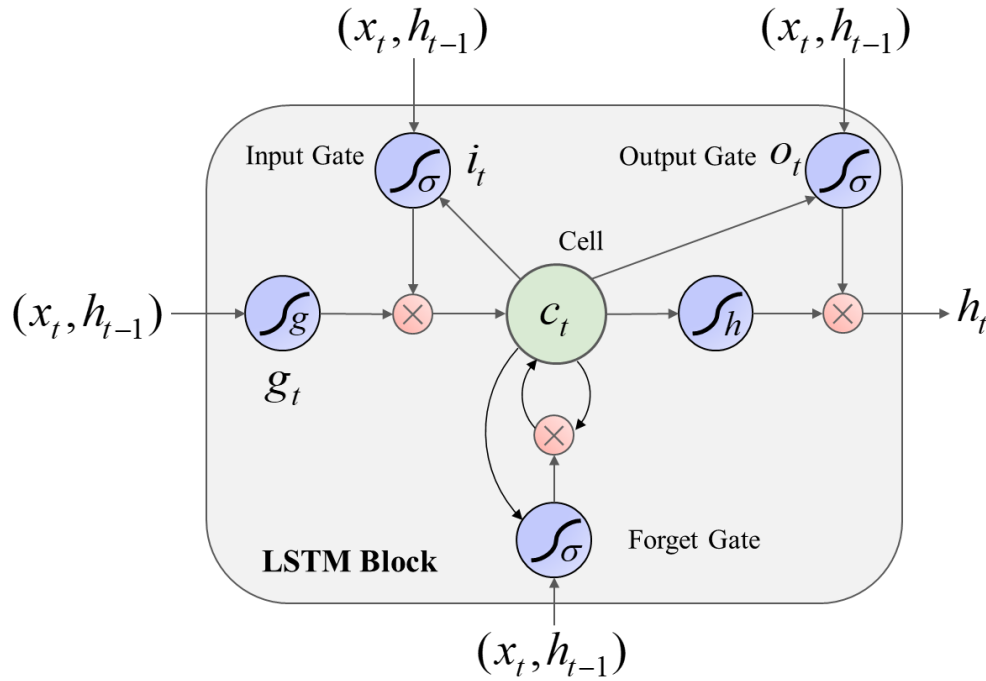 (x_t, h_{t-1})
(x_t, h_{t-1})
Input Gate
i_t
Output Gate
o_t
σ
σ
Cell
(x_t, h_{t-1})
g
×
c_t
h
×
h_t
g_t
×
σ
Forget Gate
LSTM Block
(x_t, h_{t-1})